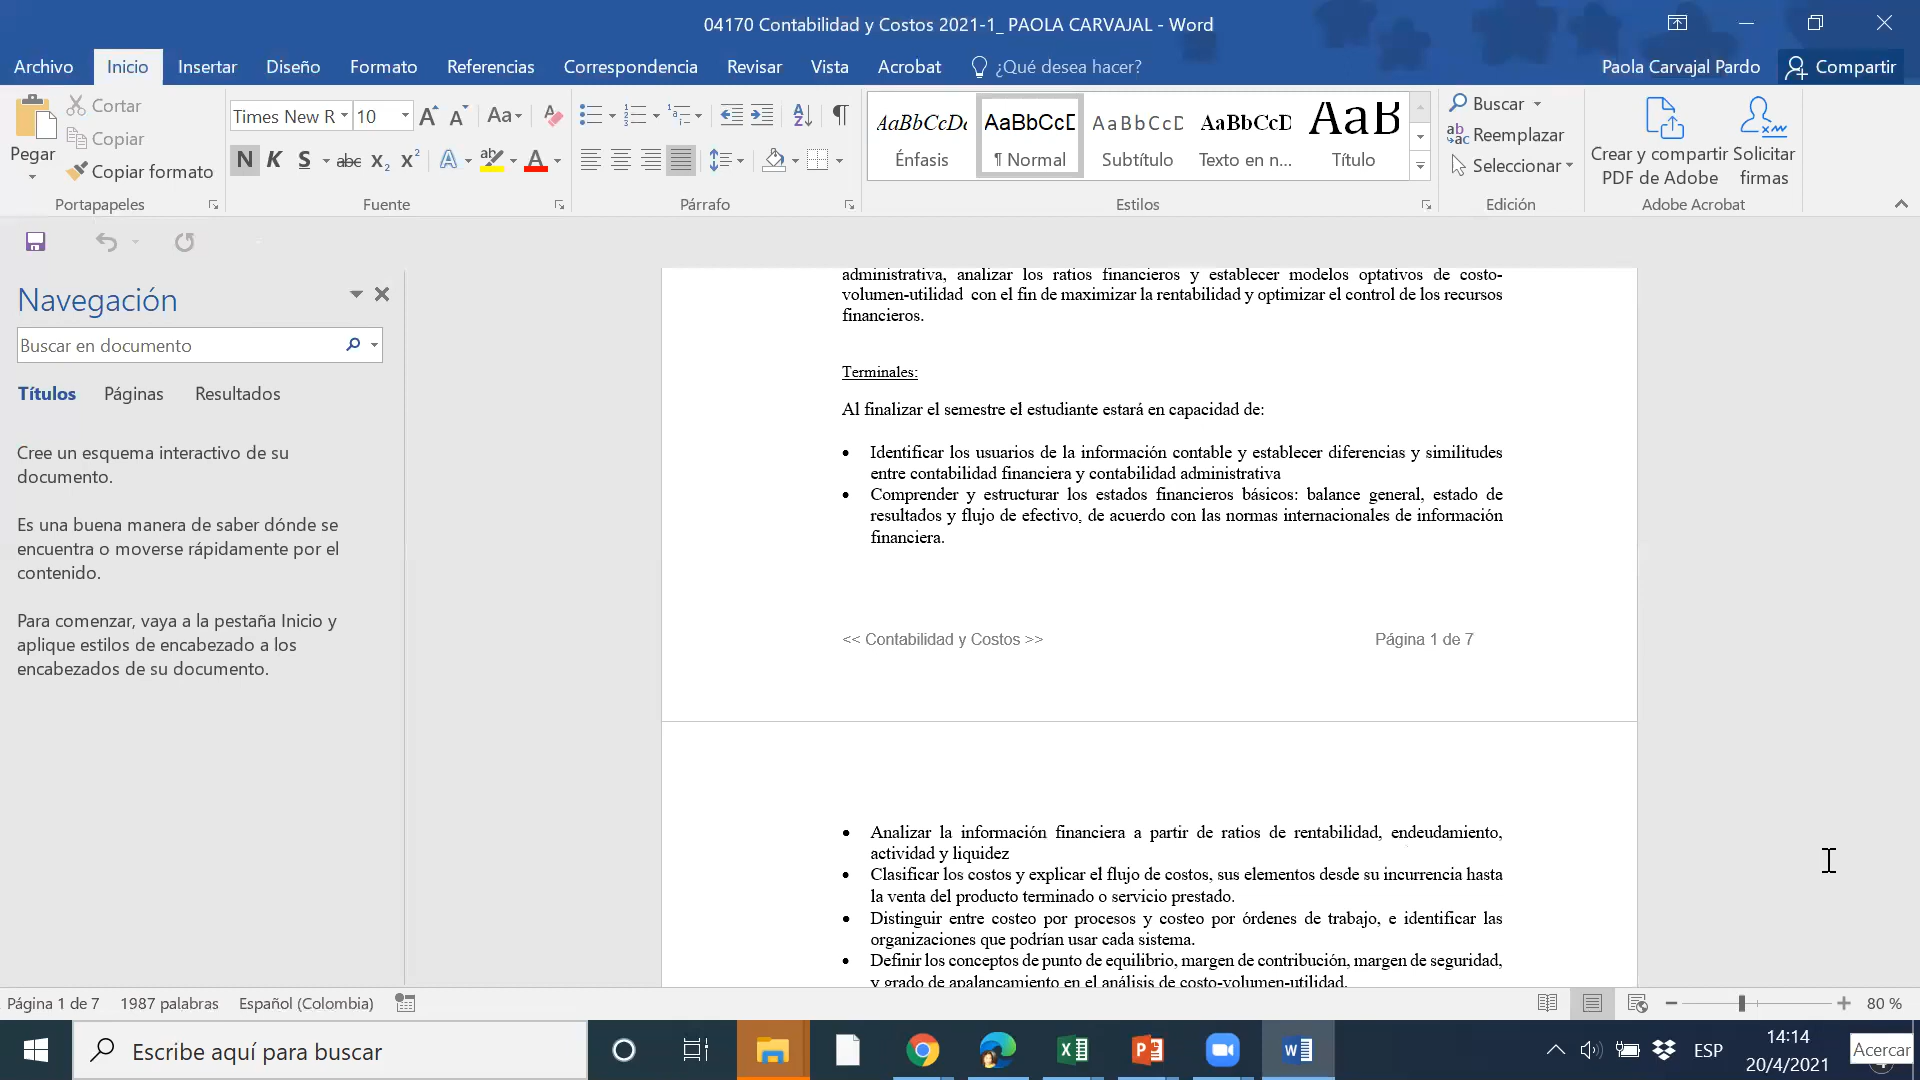 04170 Contabilidad y Costos 2021-1_ PAOLA CARVAJAL - Word
Archivo Inicio Insertar Diseño Formato Referencias Correspondencia Revisar Vista Acrobat ¿Qué desea hacer? Paola Carvajal Pardo Compartir
Pegar
Cortar
Copiar
Copiar formato
Portapapeles
Times New R 10
Aa
N K S abc X₂ X² A A
Fuente
Párrafo
AaBbCcDc AaBbCcD AaBbCcD AaBbCcD AaB
Énfasis ¶ Normal Subtítulo Texto en n... Título
Estilos
Buscar
Reemplazar
Seleccionar
Edición
Crear y compartir
PDF de Adobe
Solicitar
firmas
Adobe Acrobat
Navegación
Buscar en documento
Títulos Páginas Resultados
Cree un esquema interactivo de su
documento.
Es una buena manera de saber dónde se
encuentra o moverse rápidamente por el
contenido.
Para comenzar, vaya a la pestaña Inicio y
aplique estilos de encabezado a los
encabezados de su documento.
administrativa, analizar los ratios financieros y establecer modelos optativos de costo-
volumen-utilidad con el fin de maximizar la rentabilidad y optimizar el control de los recursos
financieros.
Terminales:
Al finalizar el semestre el estudiante estará en capacidad de:
• Identificar los usuarios de la información contable y establecer diferencias y similitudes
entre contabilidad financiera y contabilidad administrativa
• Comprender y estructurar los estados financieros básicos: balance general, estado de
resultados y flujo de efectivo, de acuerdo con las normas internacionales de información
financiera.
<< Contabilidad y Costos >> Página 1 de 7
• Analizar la información financiera a partir de ratios de rentabilidad, endeudamiento,
actividad y liquidez
• Clasificar los costos y explicar el flujo de costos, sus elementos desde su incurrencia hasta
la venta del producto terminado o servicio prestado.
• Distinguir entre costeo por procesos y costeo por órdenes de trabajo, e identificar las
organizaciones que podrían usar cada sistema.
• Definir los conceptos de punto de equilibrio, margen de contribución, margen de seguridad,
y grado de apalancamiento en el análisis de costo-volumen-utilidad.
Página 1 de 7 1987 palabras Español (Colombia) 80 %
Escribe aquí para buscar
ESP
14:14
20/4/2021
Acercar